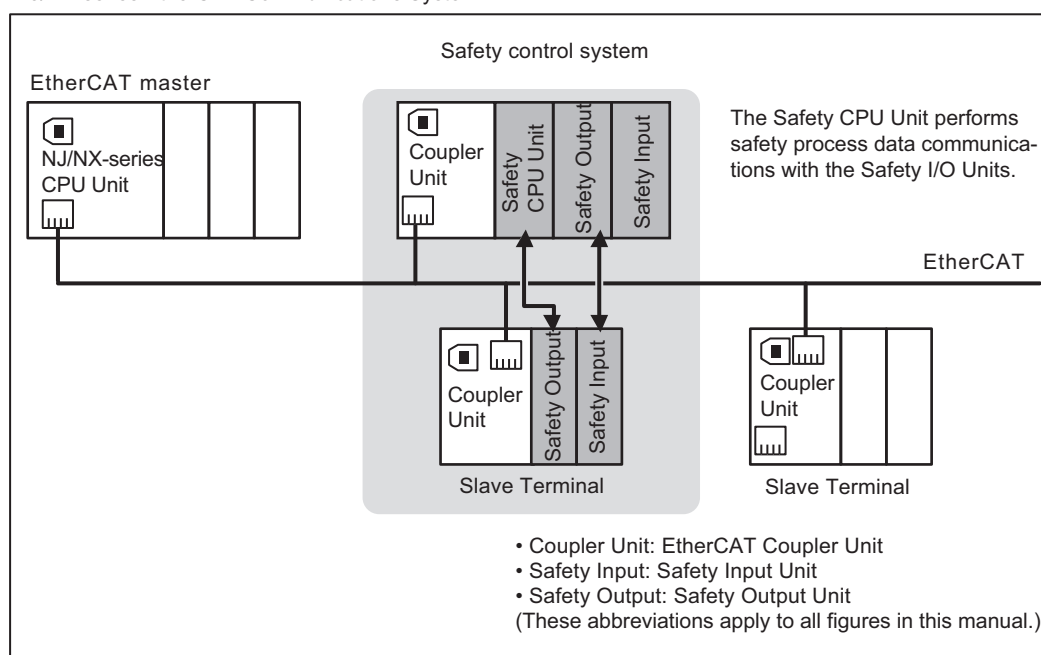 Safety control system
EtherCAT master
NJ/NX-series
CPU Unit
Coupler
Unit
Safety
CPU Unit
Safety Output
Safety Input
The Safety CPU Unit performs
safety process data communica-
tions with the Safety I/O Units.
EtherCAT
Coupler
Unit
Safety Output
Safety Input
Slave Terminal
Coupler
Unit
Slave Terminal
• Coupler Unit: EtherCAT Coupler Unit
• Safety Input: Safety Input Unit
• Safety Output: Safety Output Unit
(These abbreviations apply to all figures in this manual.)